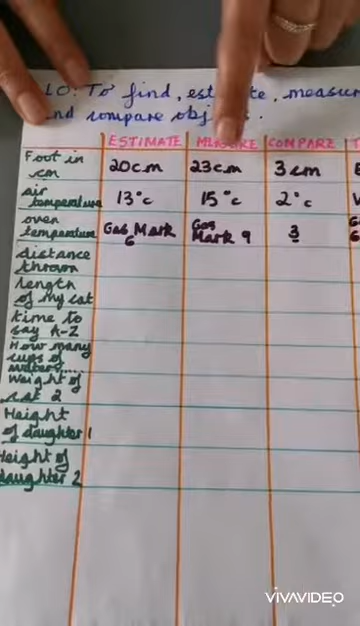 LO: To find, estimate, measure
and compare objects.
ESTIMATE MEASURE COMPARE T
Foot in
cm 20cm 23cm 3cm
air
temperature 13°c 15°c 2°c
oven
temperature Gas Mark
6 Gas
Mark 9 3
distance
thrown
length
of my cat
time to
say A-Z
How many
cups of
water.....
Weight of
cat 2
Height
of daughter 1
Height of
daughter 2
VIVAVIDEO